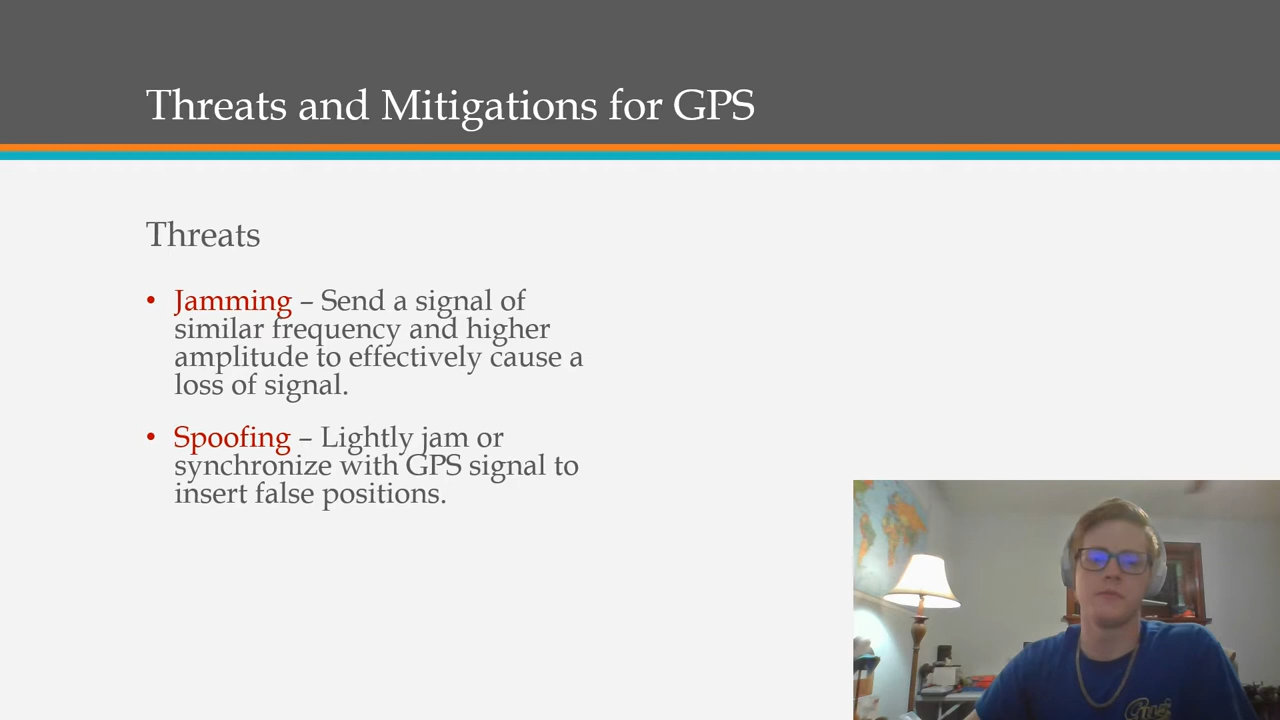 Threats and Mitigations for GPS
Threats
• Jamming – Send a signal of
similar frequency and higher
amplitude to effectively cause a
loss of signal.
• Spoofing – Lightly jam or
synchronize with GPS signal to
insert false positions.